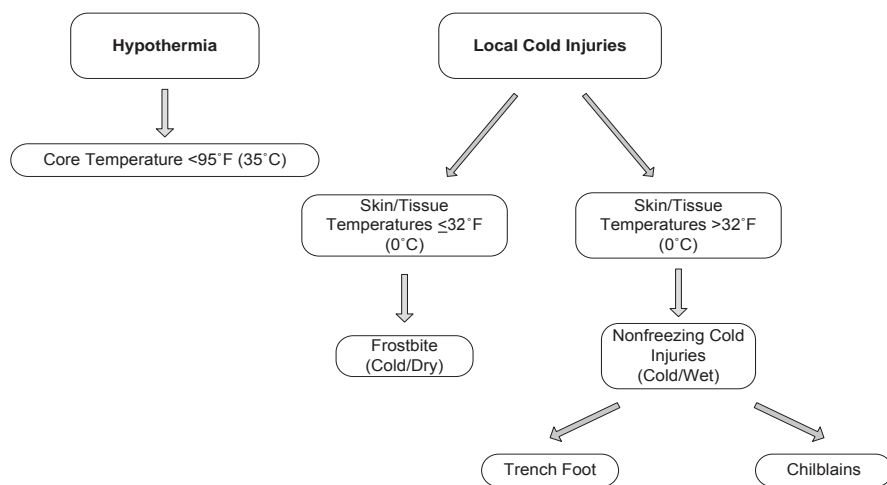 Hypothermia
Local Cold Injuries
Core Temperature <95˚F (35˚C)
Skin/Tissue
Temperatures ≤32˚F
(0˚C)
Skin/Tissue
Temperatures >32˚F
(0˚C)
Frostbite
(Cold/Dry)
Nonfreezing Cold
Injuries
(Cold/Wet)
Trench Foot
Chilblains